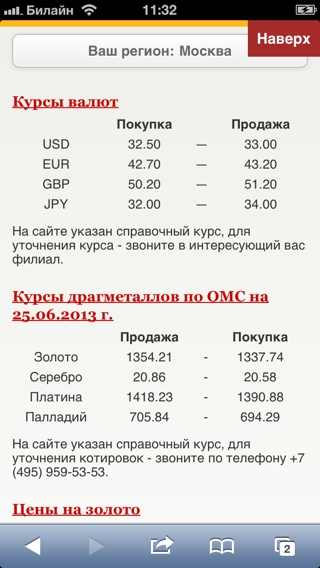 Билайн 11:32
Наверх
Ваш регион: Москва
Курсы валют
Покупка Продажа
USD 32.50 — 33.00
EUR 42.70 — 43.20
GBP 50.20 — 51.20
JPY 32.00 — 34.00
На сайте указан справочный курс, для
уточнения курса - звоните в интересующий вас
филиал.
Курсы драгметаллов по ОМС на
25.06.2013 г.
Продажа Покупка
Золото 1354.21 - 1337.74
Серебро 20.86 - 20.58
Платина 1418.23 - 1390.88
Палладий 705.84 - 694.29
На сайте указан справочный курс, для
уточнения котировок - звоните по телефону +7
(495) 959-53-53.
Цены на золото
2